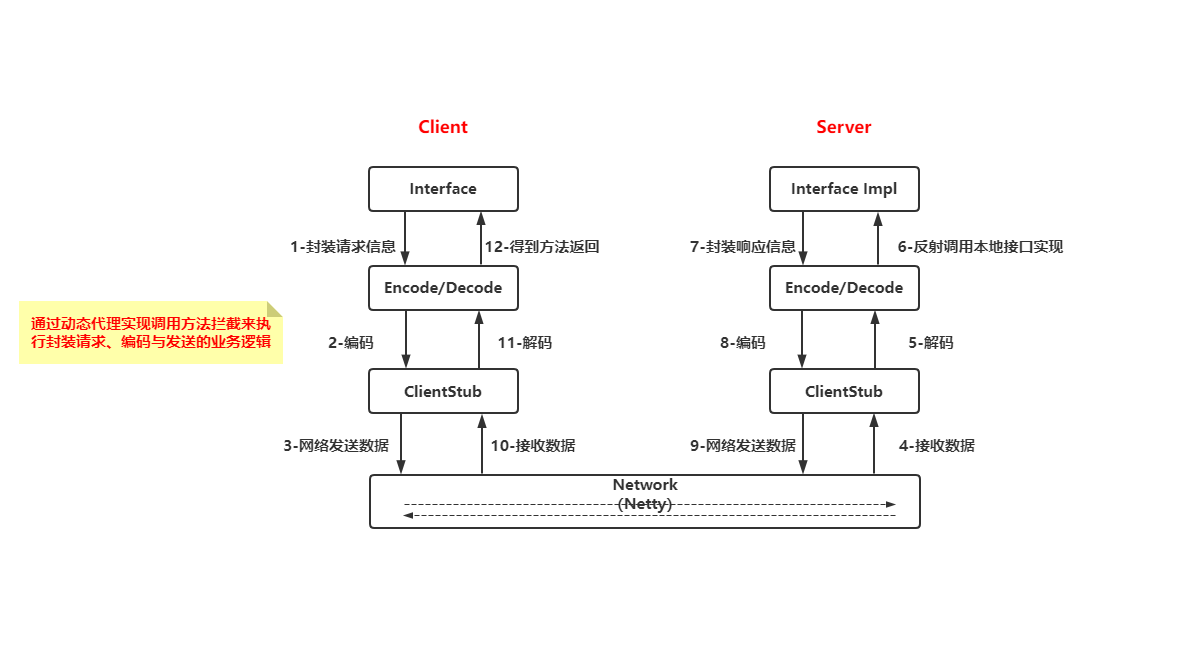 Client
Server
Interface
Interface Impl
1-封装请求信息
12-得到方法返回
7-封装响应信息
6-反射调用本地接口实现
Encode/Decode
Encode/Decode
通过动态代理实现调用方法拦截来执
行封装请求、编码与发送的业务逻辑
2-编码
11-解码
8-编码
5-解码
ClientStub
ClientStub
3-网络发送数据
10-接收数据
9-网络发送数据
4-接收数据
Network
（Netty）